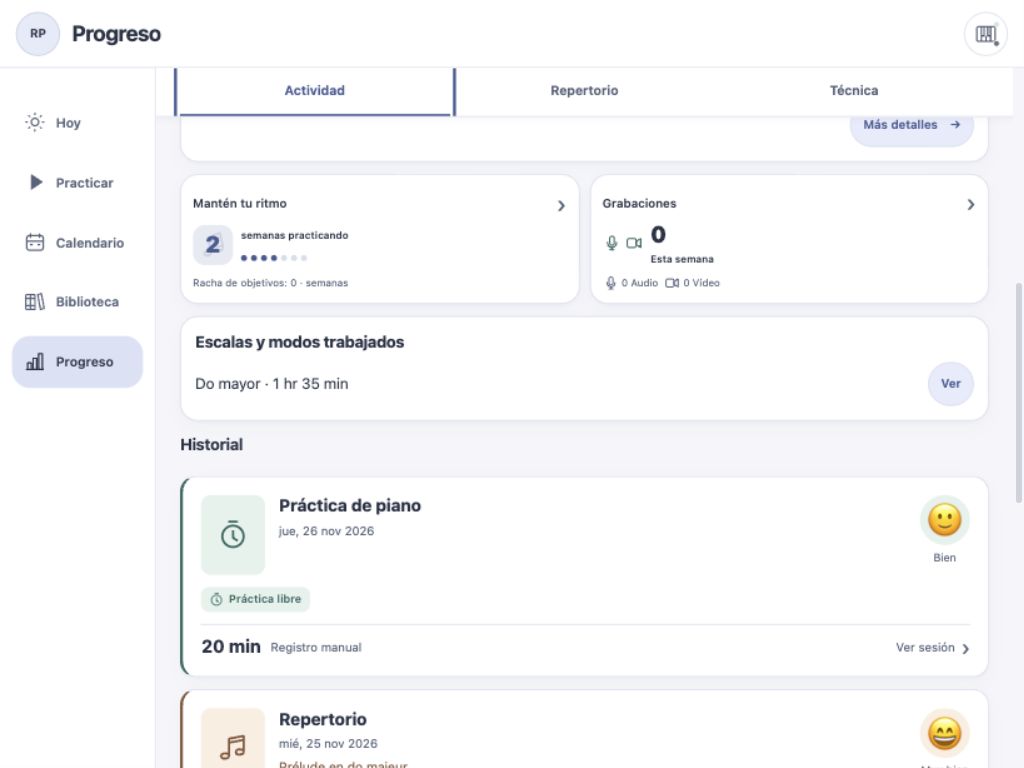 RP
Progreso
Hoy
Practicar
Calendario
Biblioteca
Progreso
Actividad
Repertorio
Técnica
Más detalles →
Mantén tu ritmo
2
semanas practicando
Racha de objetivos: 0 · semanas
Grabaciones
0
Esta semana
0 Audio
0 Vídeo
Escalas y modos trabajados
Do mayor · 1 hr 35 min
Ver
Historial
Práctica de piano
jue, 26 nov 2026
Bien
Práctica libre
20 min Registro manual
Ver sesión
Repertorio
mié, 25 nov 2026
Prélude en do majeur